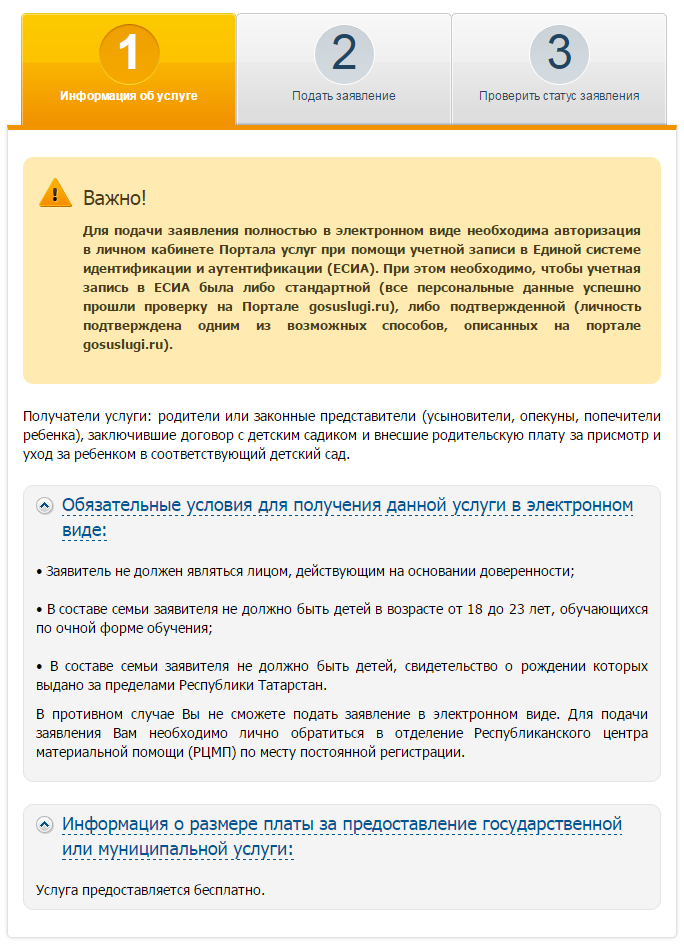 1
Информация об услуге
2
Подать заявление
3
Проверить статус заявления
Важно!
Для подачи заявления полностью в электронном виде необходима авторизация
в личном кабинете Портала услуг при помощи учетной записи в Единой системе
идентификации и аутентификации (ЕСИА). При этом необходимо, чтобы учетная
запись в ЕСИА была либо стандартной (все персональные данные успешно
прошли проверку на Портале gosuslugi.ru), либо подтвержденной (личность
подтверждена одним из возможных способов, описанных на портале
gosuslugi.ru).
Получатели услуги: родители или законные представители (усыновители, опекуны, попечители
ребенка), заключившие договор с детским садиком и внесшие родительскую плату за присмотр и
уход за ребенком в соответствующий детский сад.
Обязательные условия для получения данной услуги в электронном
виде:
• Заявитель не должен являться лицом, действующим на основании доверенности;
• В составе семьи заявителя не должно быть детей в возрасте от 18 до 23 лет, обучающихся
по очной форме обучения;
• В составе семьи заявителя не должно быть детей, свидетельство о рождении которых
выдано за пределами Республики Татарстан.
В противном случае Вы не сможете подать заявление в электронном виде. Для подачи
заявления Вам необходимо лично обратиться в отделение Республиканского центра
материальной помощи (РЦМП) по месту постоянной регистрации.
Информация о размере платы за предоставление государственной
или муниципальной услуги:
Услуга предоставляется бесплатно.